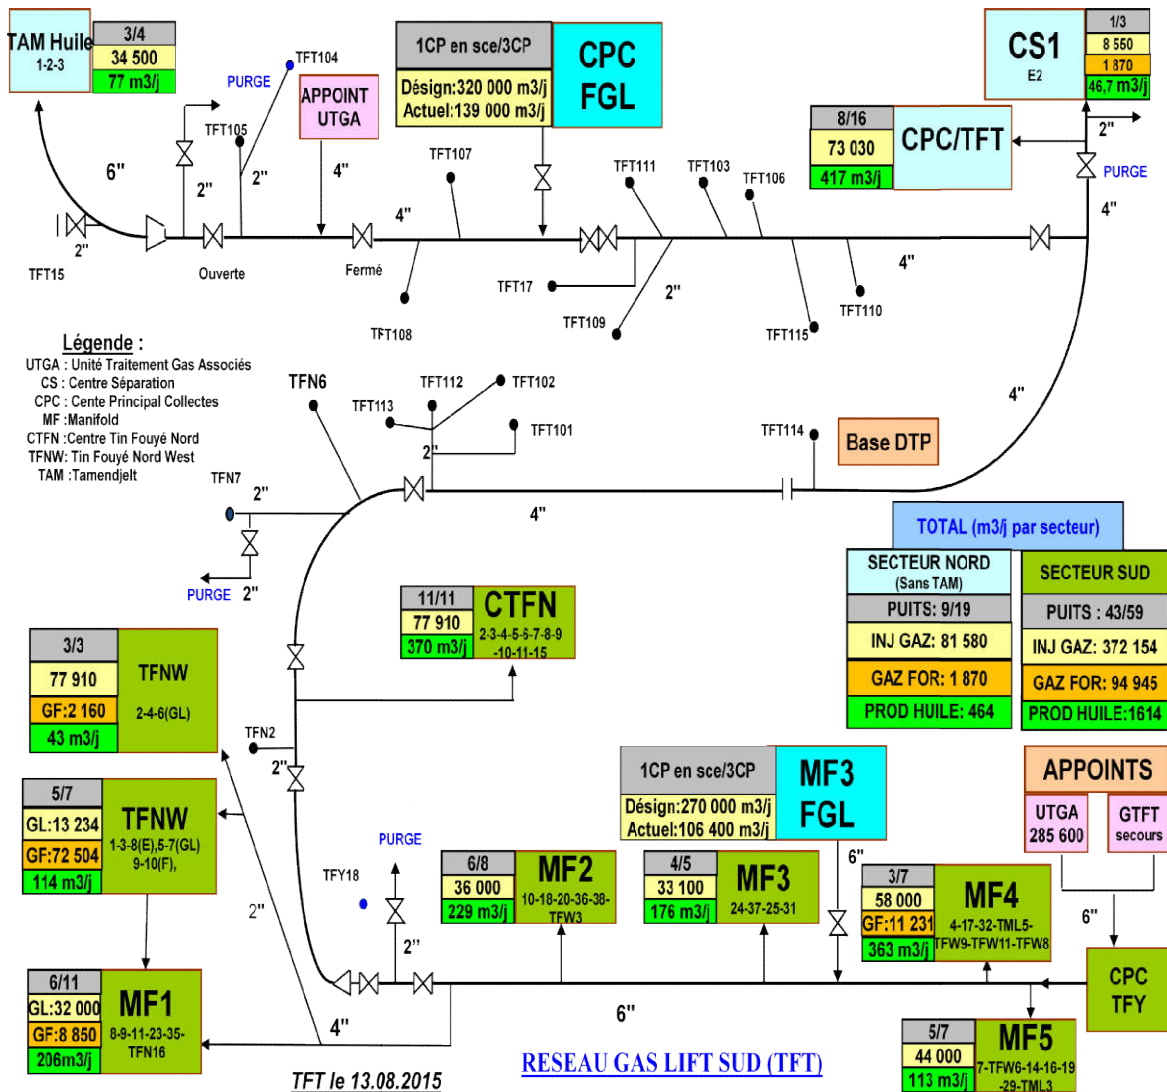 TAM Huile
1-2-3
3/4
34 500
77 m3/j
TFT104
PURGE
TFT105
APPOINT
UTGA
1CP en sce/3CP
Désign:320 000 m3/j
Actuel:139 000 m3/j
CPC
FGL
CS1
E2
1/3
8 550
1 870
46,7 m3/j
8/16
73 030
417 m3/j
CPC/TFT
2"
PURGE
6"
2"
2"
4"
TFT107
TFT111
TFT103
TFT106
4"
4"
2"
TFT15
Ouverte
Fermé
TFT17
2"
4"
TFT108
TFT109
TFT115
TFT110
Légende :
UTGA : Unité Traitement Gas Associés
CS : Centre Séparation
CPC : Cente Principal Collectes
MF :Manifold
CTFN :Centre Tin Fouyé Nord
TFNW: Tin Fouyé Nord West
TAM :Tamendjelt
TFN6
TFT112
TFT102
TFT113
TFT101
2"
TFT114
Base DTP
4"
TFN7
2"
4"
PURGE
2"
TOTAL (m3/j par secteur)
SECTEUR NORD
(Sans TAM)
PUITS: 9/19
INJ GAZ: 81 580
GAZ FOR: 1 870
PROD HUILE: 464
SECTEUR SUD
PUITS : 43/59
INJ GAZ: 372 154
GAZ FOR: 94 945
PROD HUILE:1614
11/11
77 910
370 m3/j
CTFN
2-3-4-5-6-7-8-9
-10-11-15
3/3
77 910
GF:2 160
43 m3/j
TFNW
2-4-6(GL)
TFN2
2"
5/7
GL:13 234
GF:72 504
114 m3/j
TFNW
1-3-8(E),5-7(GL)
9-10(F),
1CP en sce/3CP
Désign:270 000 m3/j
Actuel:106 400 m3/j
MF3
FGL
APPOINTS
UTGA
285 600
GTFT
secours
PURGE
TFY18
2"
2"
6/8
36 000
229 m3/j
MF2
10-18-20-36-38-
TFW3
4/5
33 100
176 m3/j
MF3
24-37-25-31
6"
3/7
58 000
GF:11 231
363 m3/j
MF4
4-17-32-TML5-
TFW9-TFW11-TFW8
6"
CPC
TFY
6/11
GL:32 000
GF:8 850
206m3/j
MF1
8-9-11-23-35-
TFN16
4"
6"
5/7
44 000
113 m3/j
MF5
7-TFW6-14-16-19
-29-TML3
RESEAU GAS LIFT SUD (TFT)
TFT le 13.08.2015